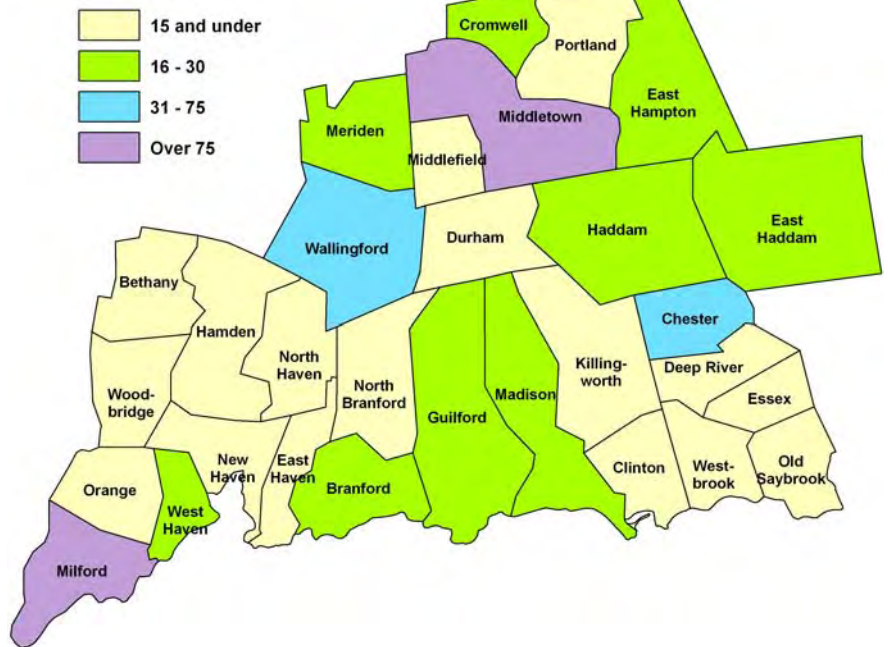 15 and under
16 - 30
31 - 75
Over 75
Cromwell
Portland
East
Hampton
Middletown
Meriden
Middlefield
Haddam
East
Haddam
Durham
Wallingford
Bethany
Chester
Hamden
North
Haven
Killing-
worth
Deep River
Wood-
bridge
North
Branford
Madison
Essex
Guilford
New
Haven
East
Haven
Clinton
West-
brook
Old
Saybrook
Orange
Branford
West
Haven
Milford